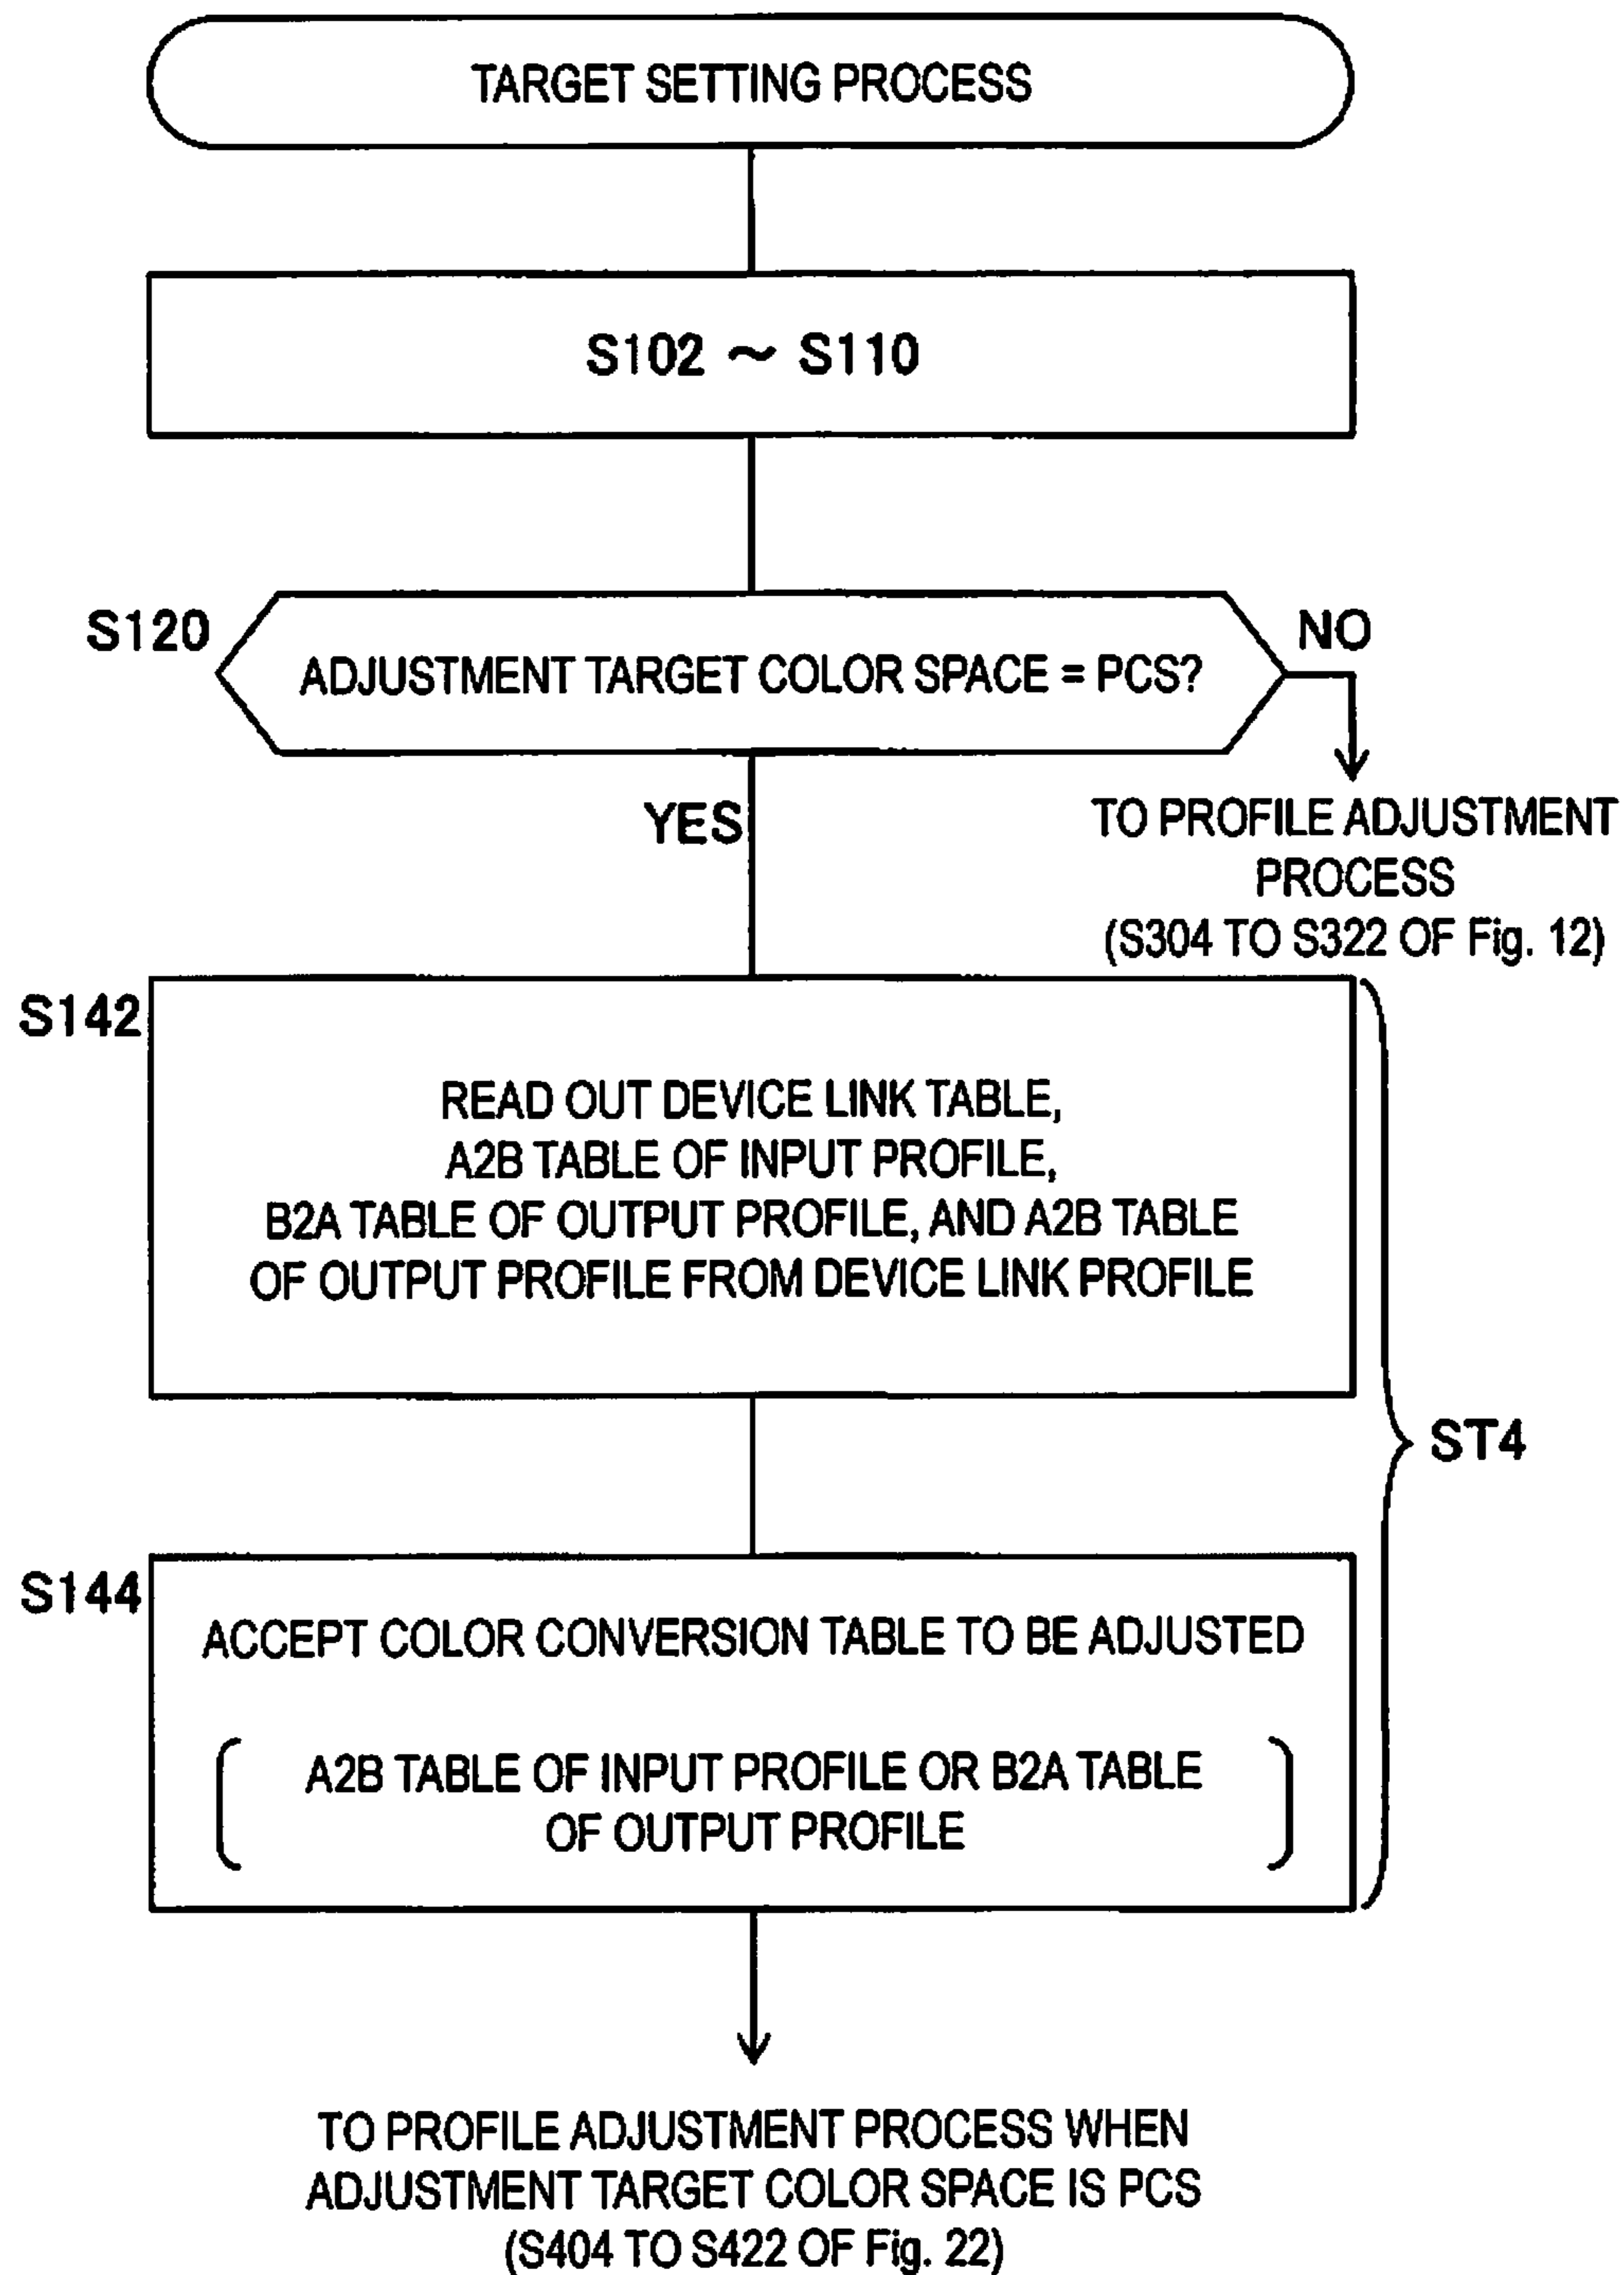 TARGET SETTING PROCESS
S102 ～ S110
S120
ADJUSTMENT TARGET COLOR SPACE = PCS?
NO
YES
TO PROFILE ADJUSTMENT
PROCESS
(S304 TO S322 OF Fig. 12)
S142
READ OUT DEVICE LINK TABLE,
A2B TABLE OF INPUT PROFILE,
B2A TABLE OF OUTPUT PROFILE, AND A2B TABLE
OF OUTPUT PROFILE FROM DEVICE LINK PROFILE
ST4
S144
ACCEPT COLOR CONVERSION TABLE TO BE ADJUSTED
A2B TABLE OF INPUT PROFILE OR B2A TABLE
OF OUTPUT PROFILE
TO PROFILE ADJUSTMENT PROCESS WHEN
ADJUSTMENT TARGET COLOR SPACE IS PCS
(S404 TO S422 OF Fig. 22)